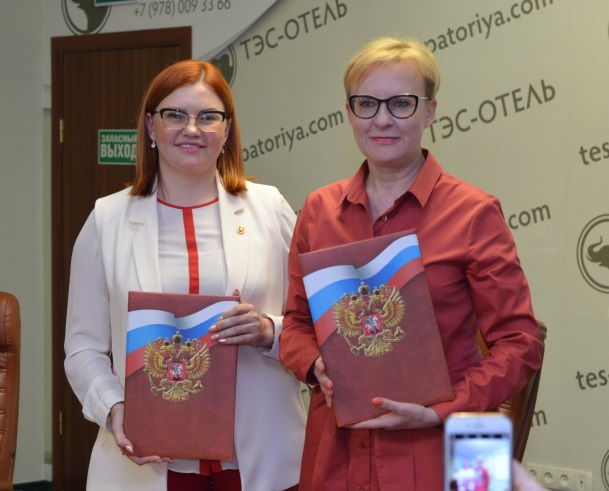 +7 (978) 009 33 66
ТЭС-ОТЕЛЬ
patoriya.com
ЗАПАСНЫЙ
ВЫХОД
patoriya.com
ТЭС-ОТЕЛЬ
tes
.com
tes-